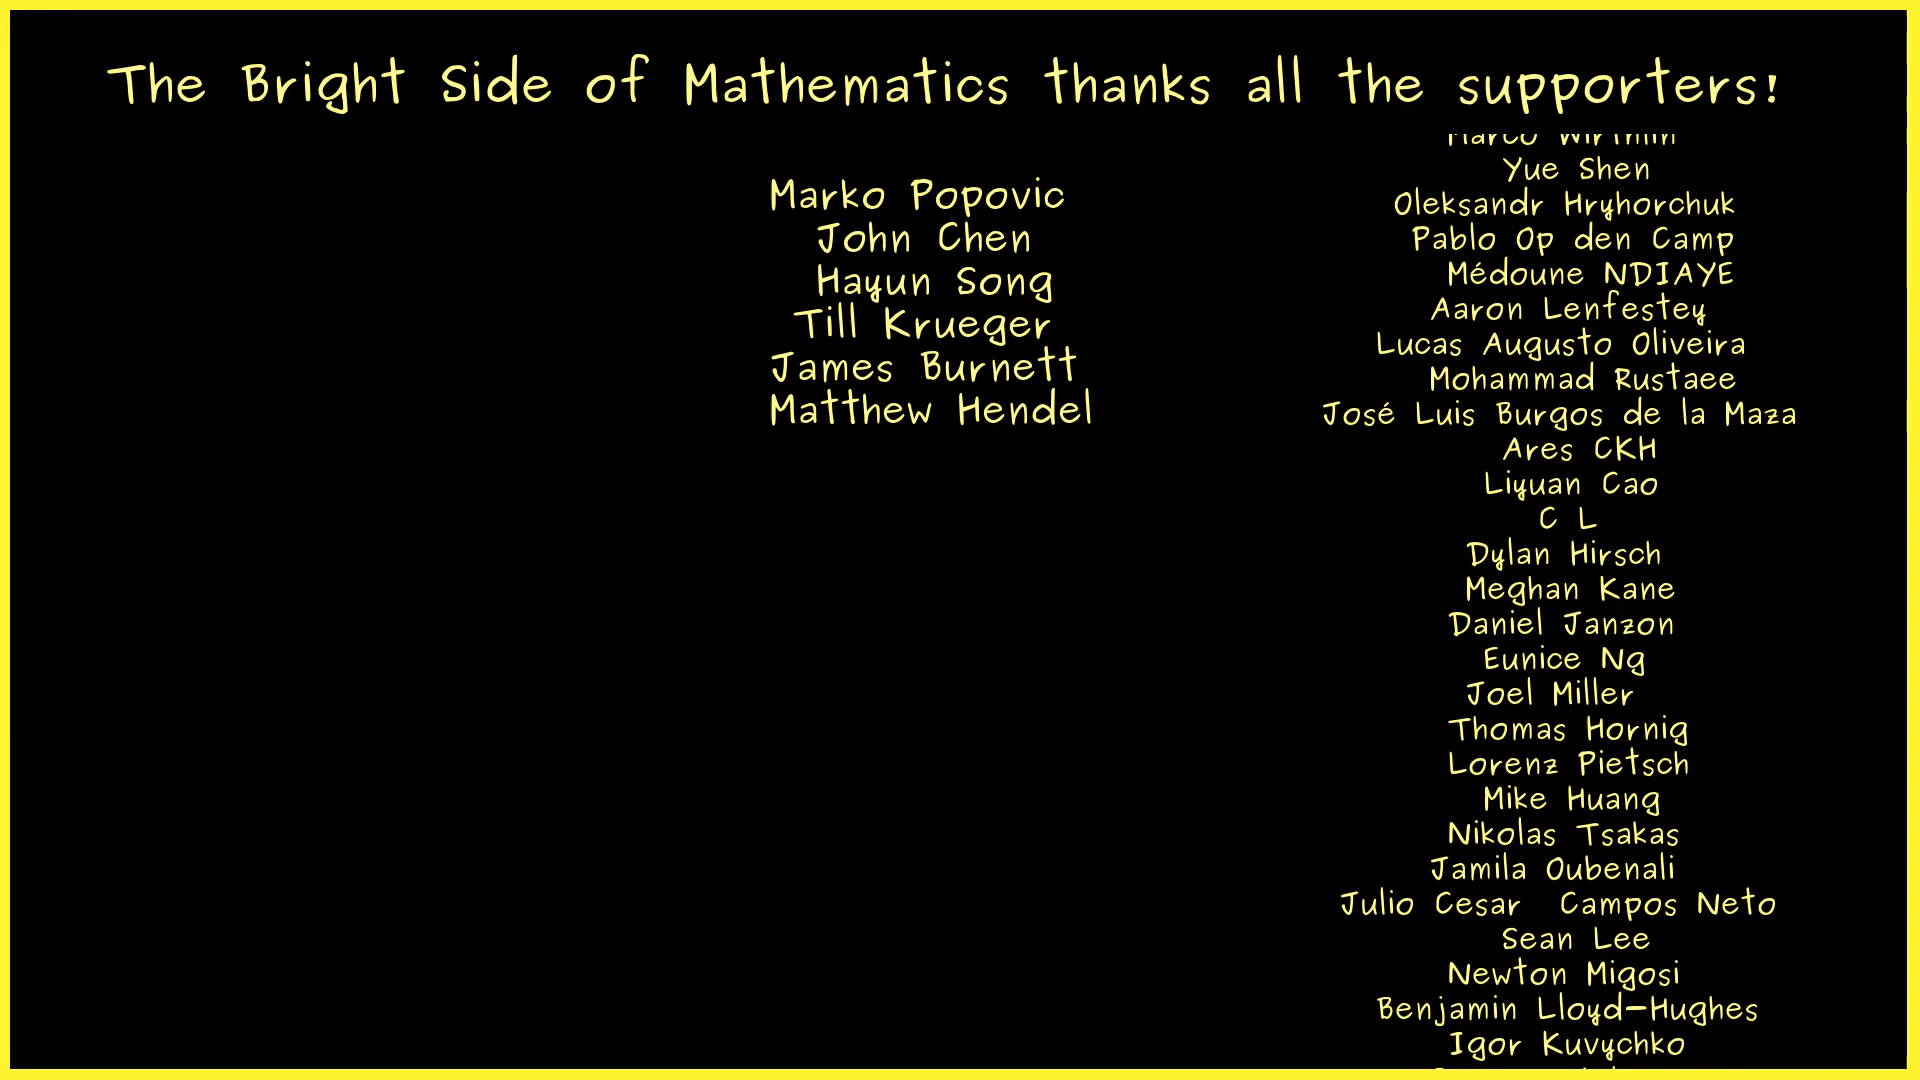 The Bright Side of Mathematics thanks all the supporters!
Marko Popovic
John Chen
Hayun Song
Till Krueger
James Burnett
Matthew Hendel
Yue Shen
Oleksandr Hryhorchuk
Pablo Op den Camp
Médoune NDIAYE
Aaron Lenfestey
Lucas Augusto Oliveira
Mohammad Rustaee
José Luis Burgos de la Maza
Ares CKH
Liyuan Cao
C L
Dylan Hirsch
Meghan Kane
Daniel Janzon
Eunice Ng
Joel Miller
Thomas Hornig
Lorenz Pietsch
Mike Huang
Nikolas Tsakas
Jamila Oubenali
Julio Cesar Campos Neto
Sean Lee
Newton Migosi
Benjamin Lloyd-Hughes
Igor Kuvychko